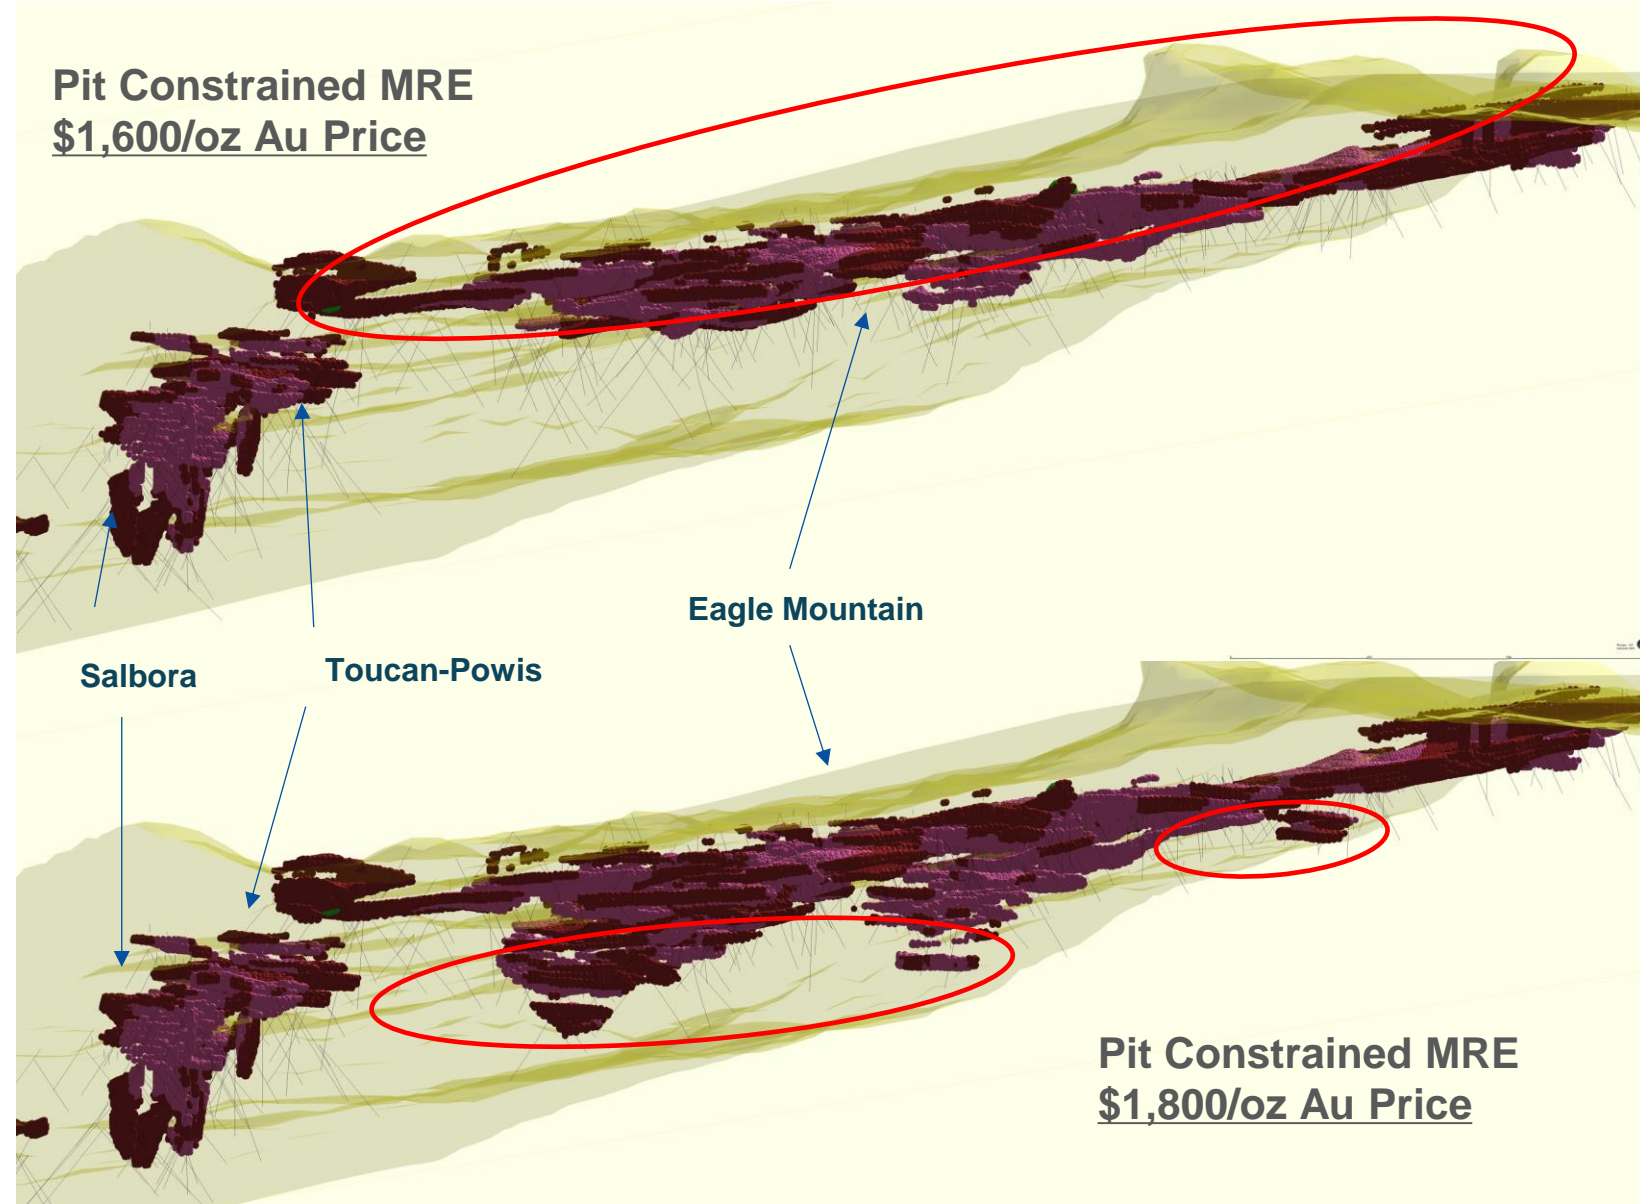 Pit Constrained MRE
$1,600/oz Au Price
Eagle Mountain
Salbora
Toucan-Powis
Pit Constrained MRE
$1,800/oz Au Price